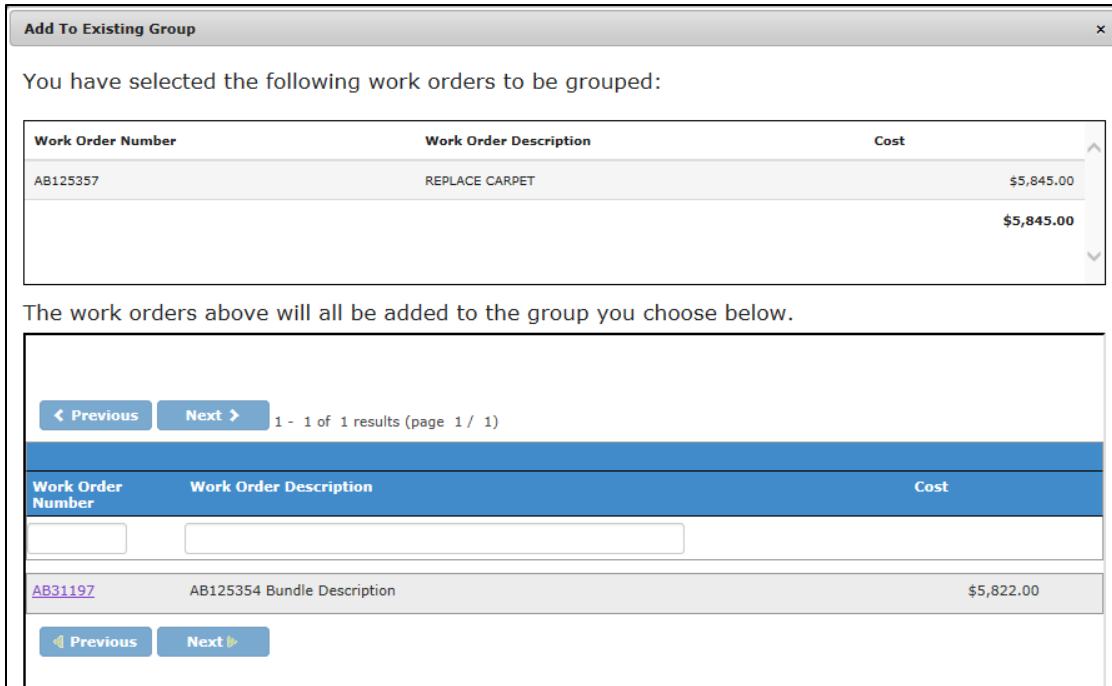 Add To Existing Group ×
You have selected the following work orders to be grouped:
Work Order Number Work Order Description Cost
AB125357 REPLACE CARPET $5,845.00
$5,845.00
The work orders above will all be added to the group you choose below.
Previous Next 1 - 1 of 1 results (page 1 / 1)
Work Order Work Order Description Cost
Number
AB31197 AB125354 Bundle Description $5,822.00
Previous Next